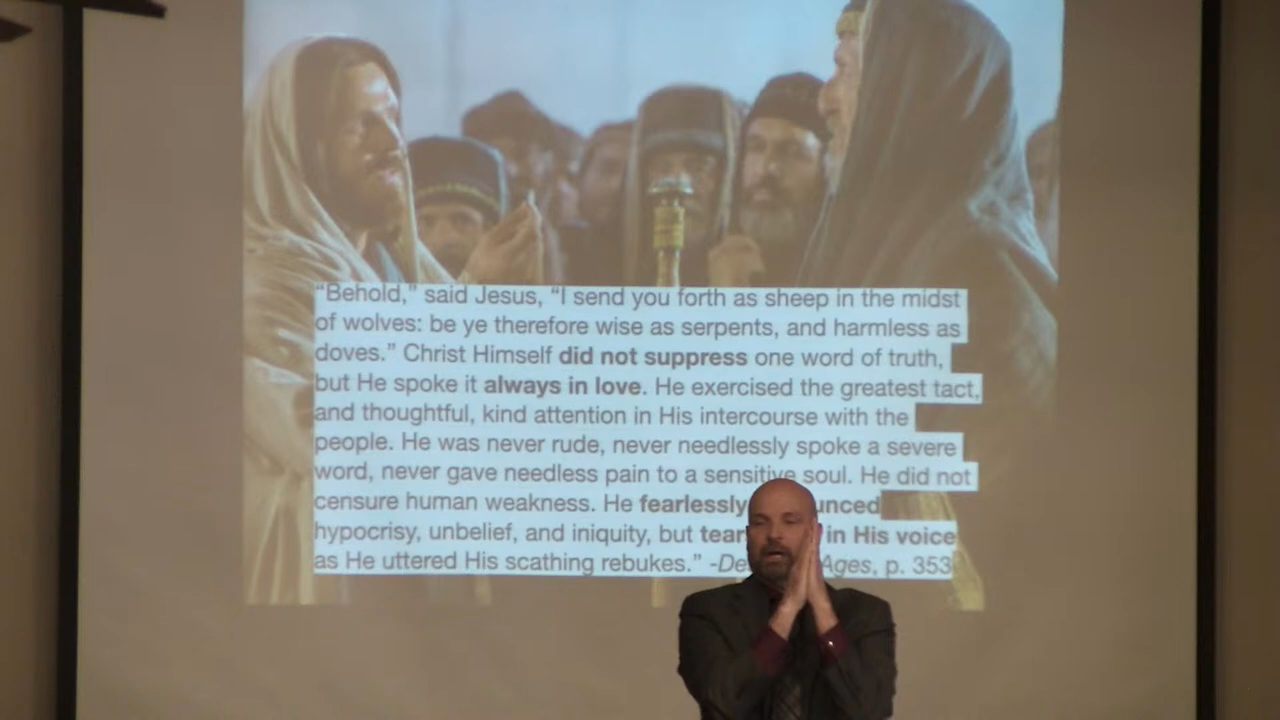 “Behold,” said Jesus, “I send you forth as sheep in the midst
of wolves: be ye therefore wise as serpents, and harmless as
doves.” Christ Himself did not suppress one word of truth,
but He spoke it always in love. He exercised the greatest tact,
and thoughtful, kind attention in His intercourse with the
people. He was never rude, never needlessly spoke a severe
word, never gave needless pain to a sensitive soul. He did not
censure human weakness. He fearlessly unced
hypocrisy, unbelief, and iniquity, but tear in His voice
as He uttered His scathing rebukes.” -De Ages, p. 353